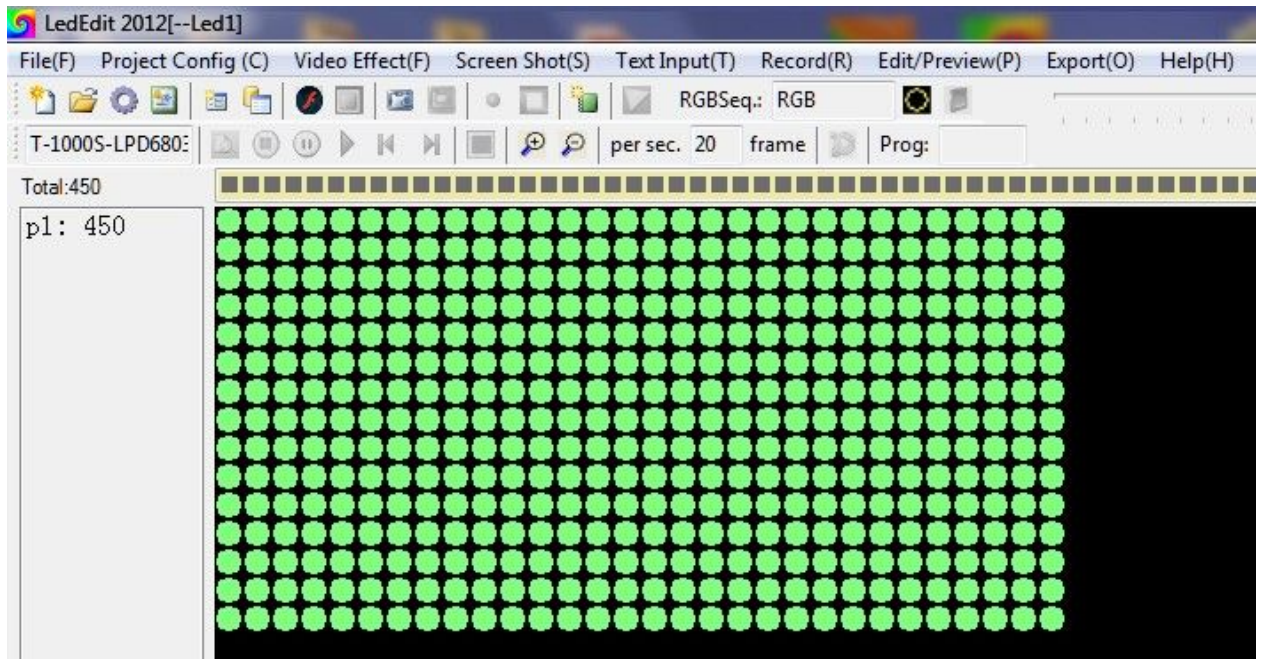 LedEdit 2012[--Led1]
File(F) Project Config (C) Video Effect(F) Screen Shot(S) Text Input(T) Record(R) Edit/Preview(P) Export(O) Help(H)
RGBSeq.: RGB
T-1000S-LPD6803 per sec. 20 frame Prog:
Total:450
p1: 450